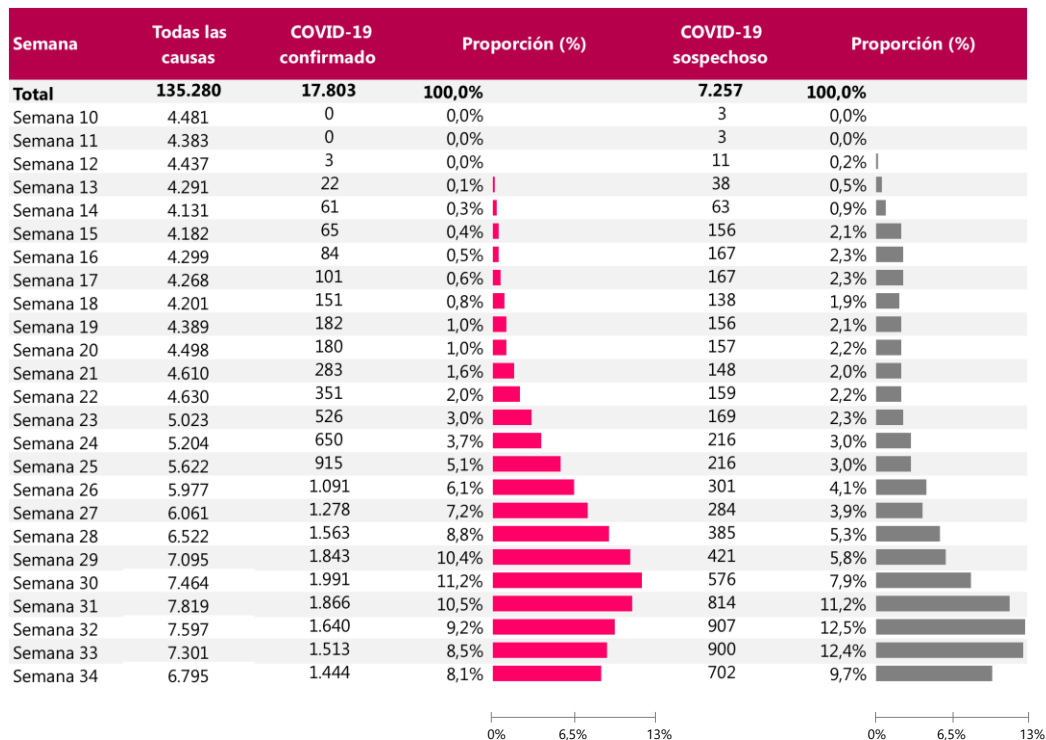 Semana Todas las causas COVID-19 confirmado Proporción (%) COVID-19 sospechoso Proporción (%)
Total 135.280 17.803 100,0% 7.257 100,0%
Semana 10 4.481 0 0,0% 3 0,0%
Semana 11 4.383 0 0,0% 3 0,0%
Semana 12 4.437 3 0,0% 11 0,2%
Semana 13 4.291 22 0,1% 38 0,5%
Semana 14 4.131 61 0,3% 63 0,9%
Semana 15 4.182 65 0,4% 156 2,1%
Semana 16 4.299 84 0,5% 167 2,3%
Semana 17 4.268 101 0,6% 167 2,3%
Semana 18 4.201 151 0,8% 138 1,9%
Semana 19 4.389 182 1,0% 156 2,1%
Semana 20 4.498 180 1,0% 157 2,2%
Semana 21 4.610 283 1,6% 148 2,0%
Semana 22 4.630 351 2,0% 159 2,2%
Semana 23 5.023 526 3,0% 169 2,3%
Semana 24 5.204 650 3,7% 216 3,0%
Semana 25 5.622 915 5,1% 216 3,0%
Semana 26 5.977 1.091 6,1% 301 4,1%
Semana 27 6.061 1.278 7,2% 284 3,9%
Semana 28 6.522 1.563 8,8% 385 5,3%
Semana 29 7.095 1.843 10,4% 421 5,8%
Semana 30 7.464 1.991 11,2% 576 7,9%
Semana 31 7.819 1.866 10,5% 814 11,2%
Semana 32 7.597 1.640 9,2% 907 12,5%
Semana 33 7.301 1.513 8,5% 900 12,4%
Semana 34 6.795 1.444 8,1% 702 9,7%
0% 6,5% 13% 0% 6,5% 13%